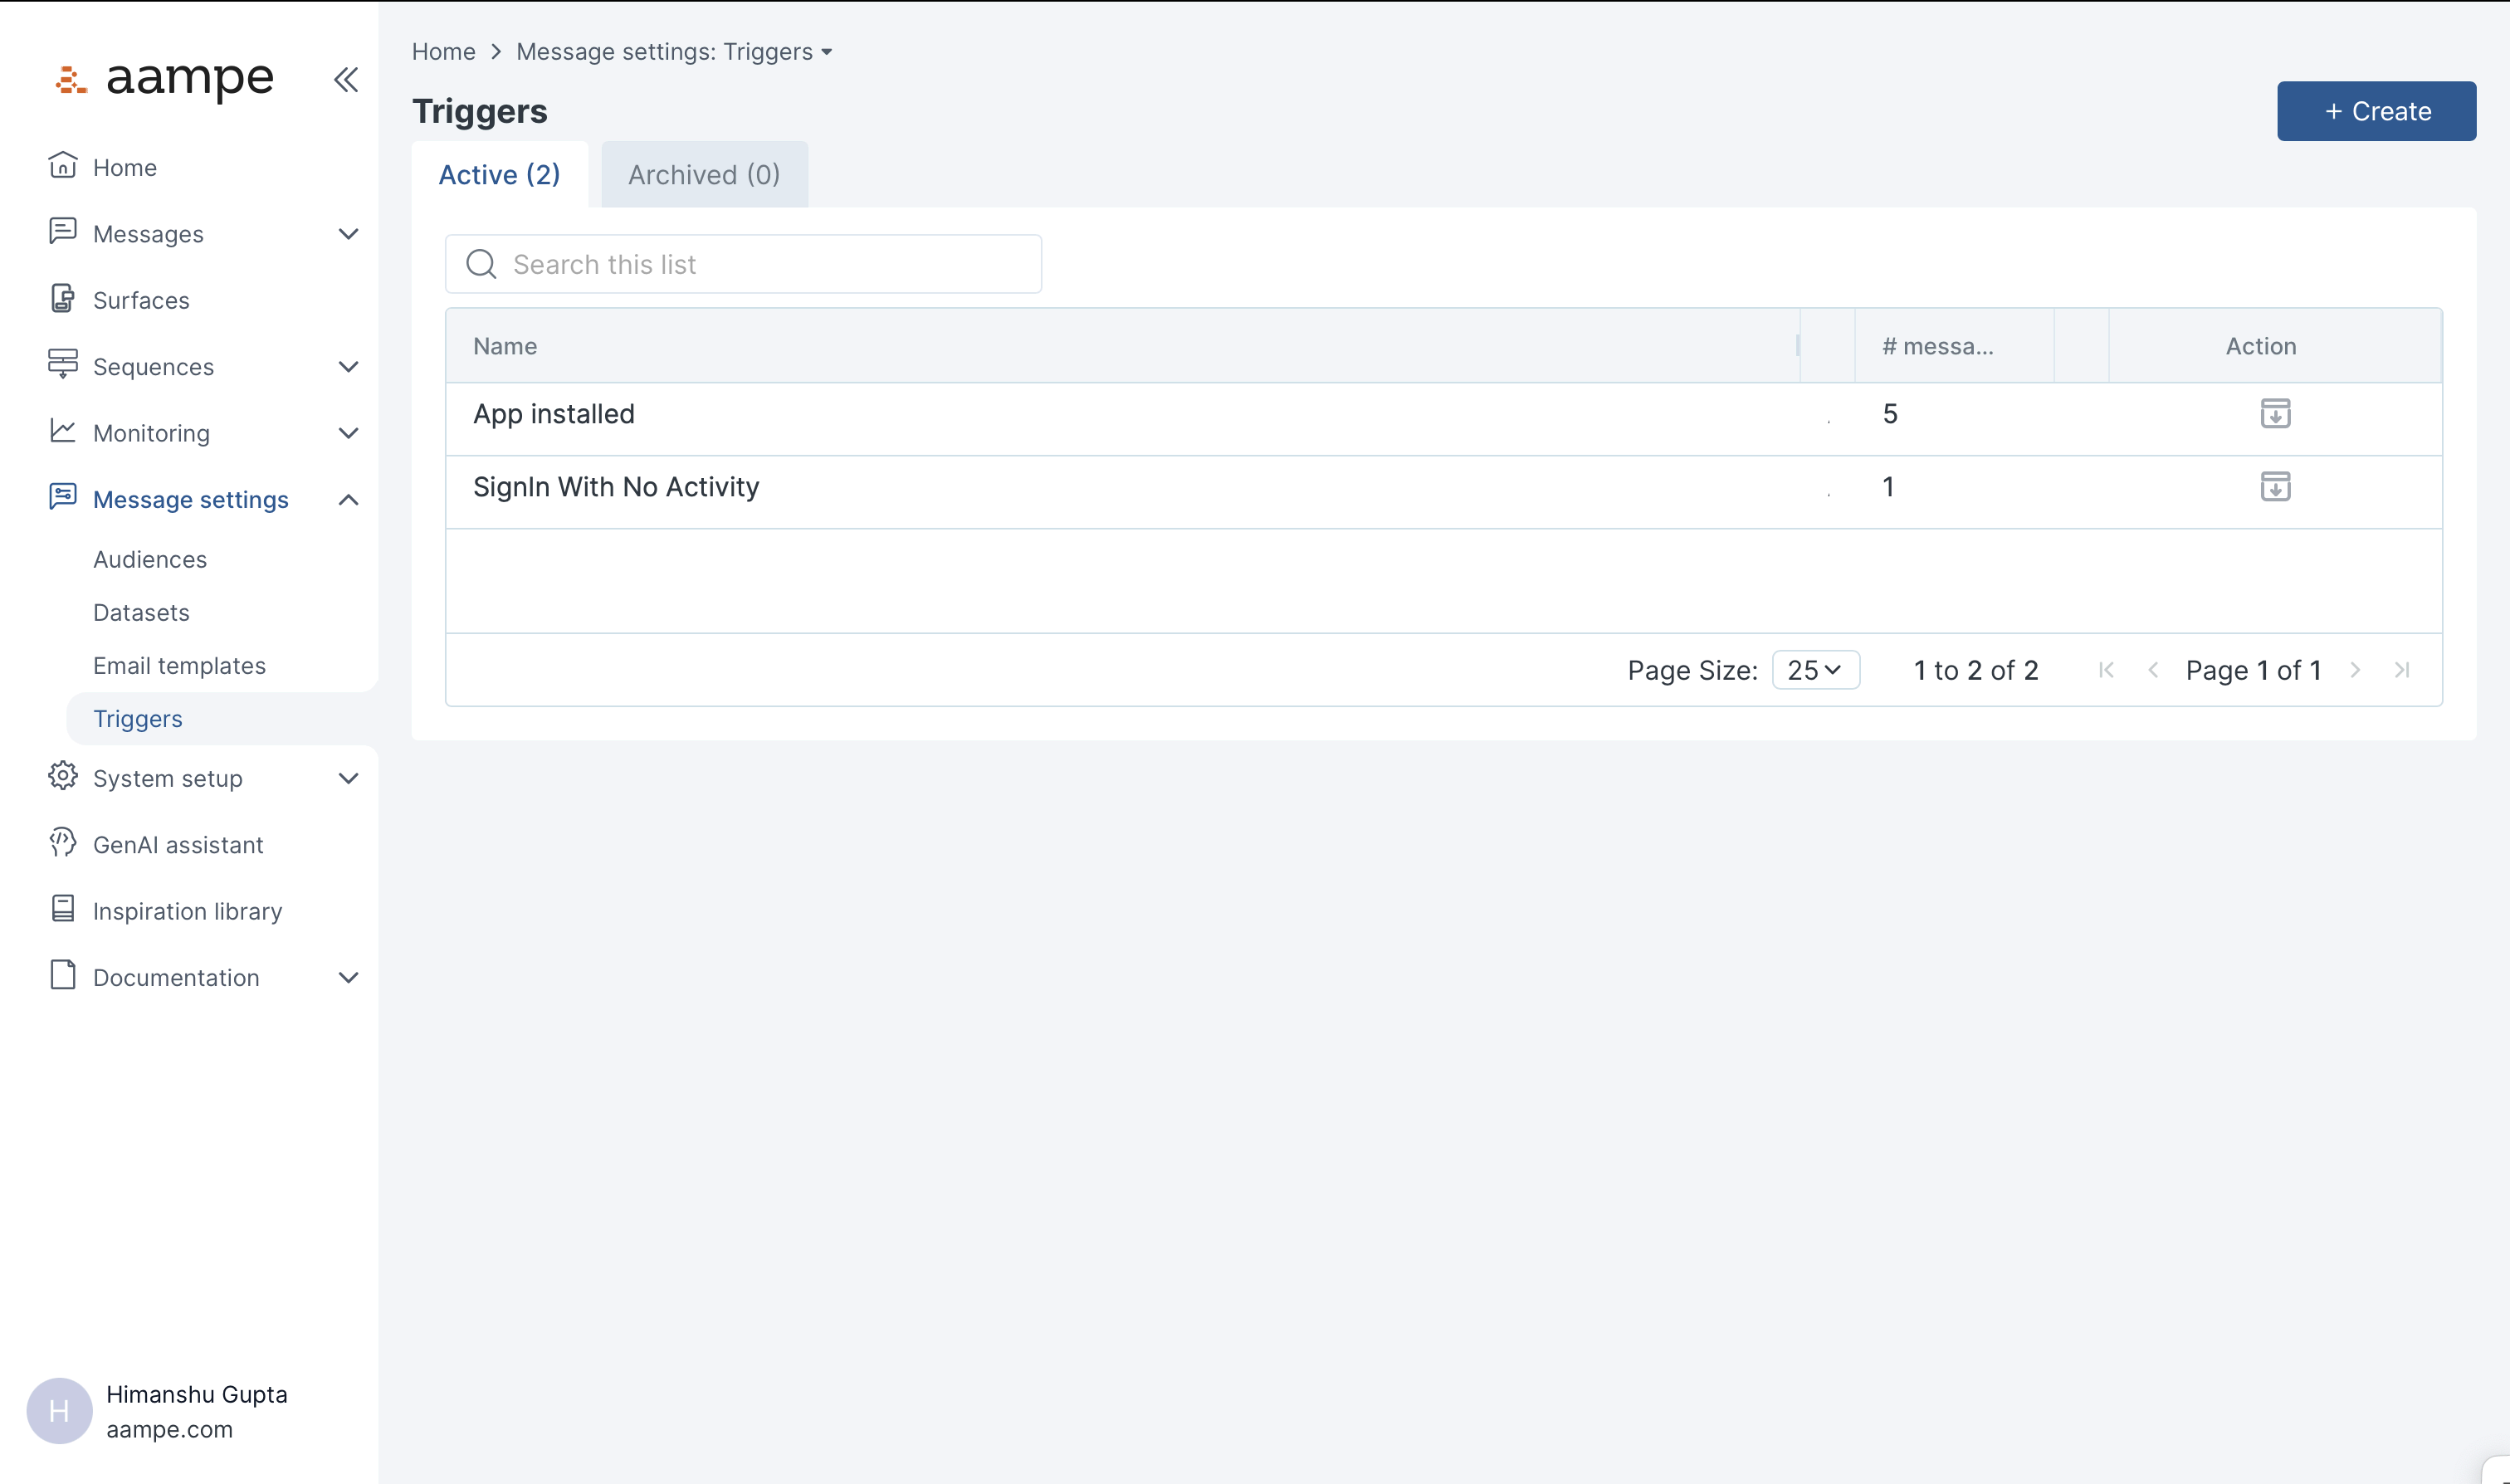 aampe
Home
Messages
Surfaces
Sequences
Monitoring
Message settings
Audiences
Datasets
Email templates
Triggers
System setup
GenAI assistant
Inspiration library
Documentation
H
Himanshu Gupta
aampe.com
Home > Message settings: Triggers
Triggers
+ Create
Active (2) Archived (0)
Search this list
Name # messa... Action
App installed . 5
SignIn With No Activity . 1
Page Size: 25 1 to 2 of 2 Page 1 of 1